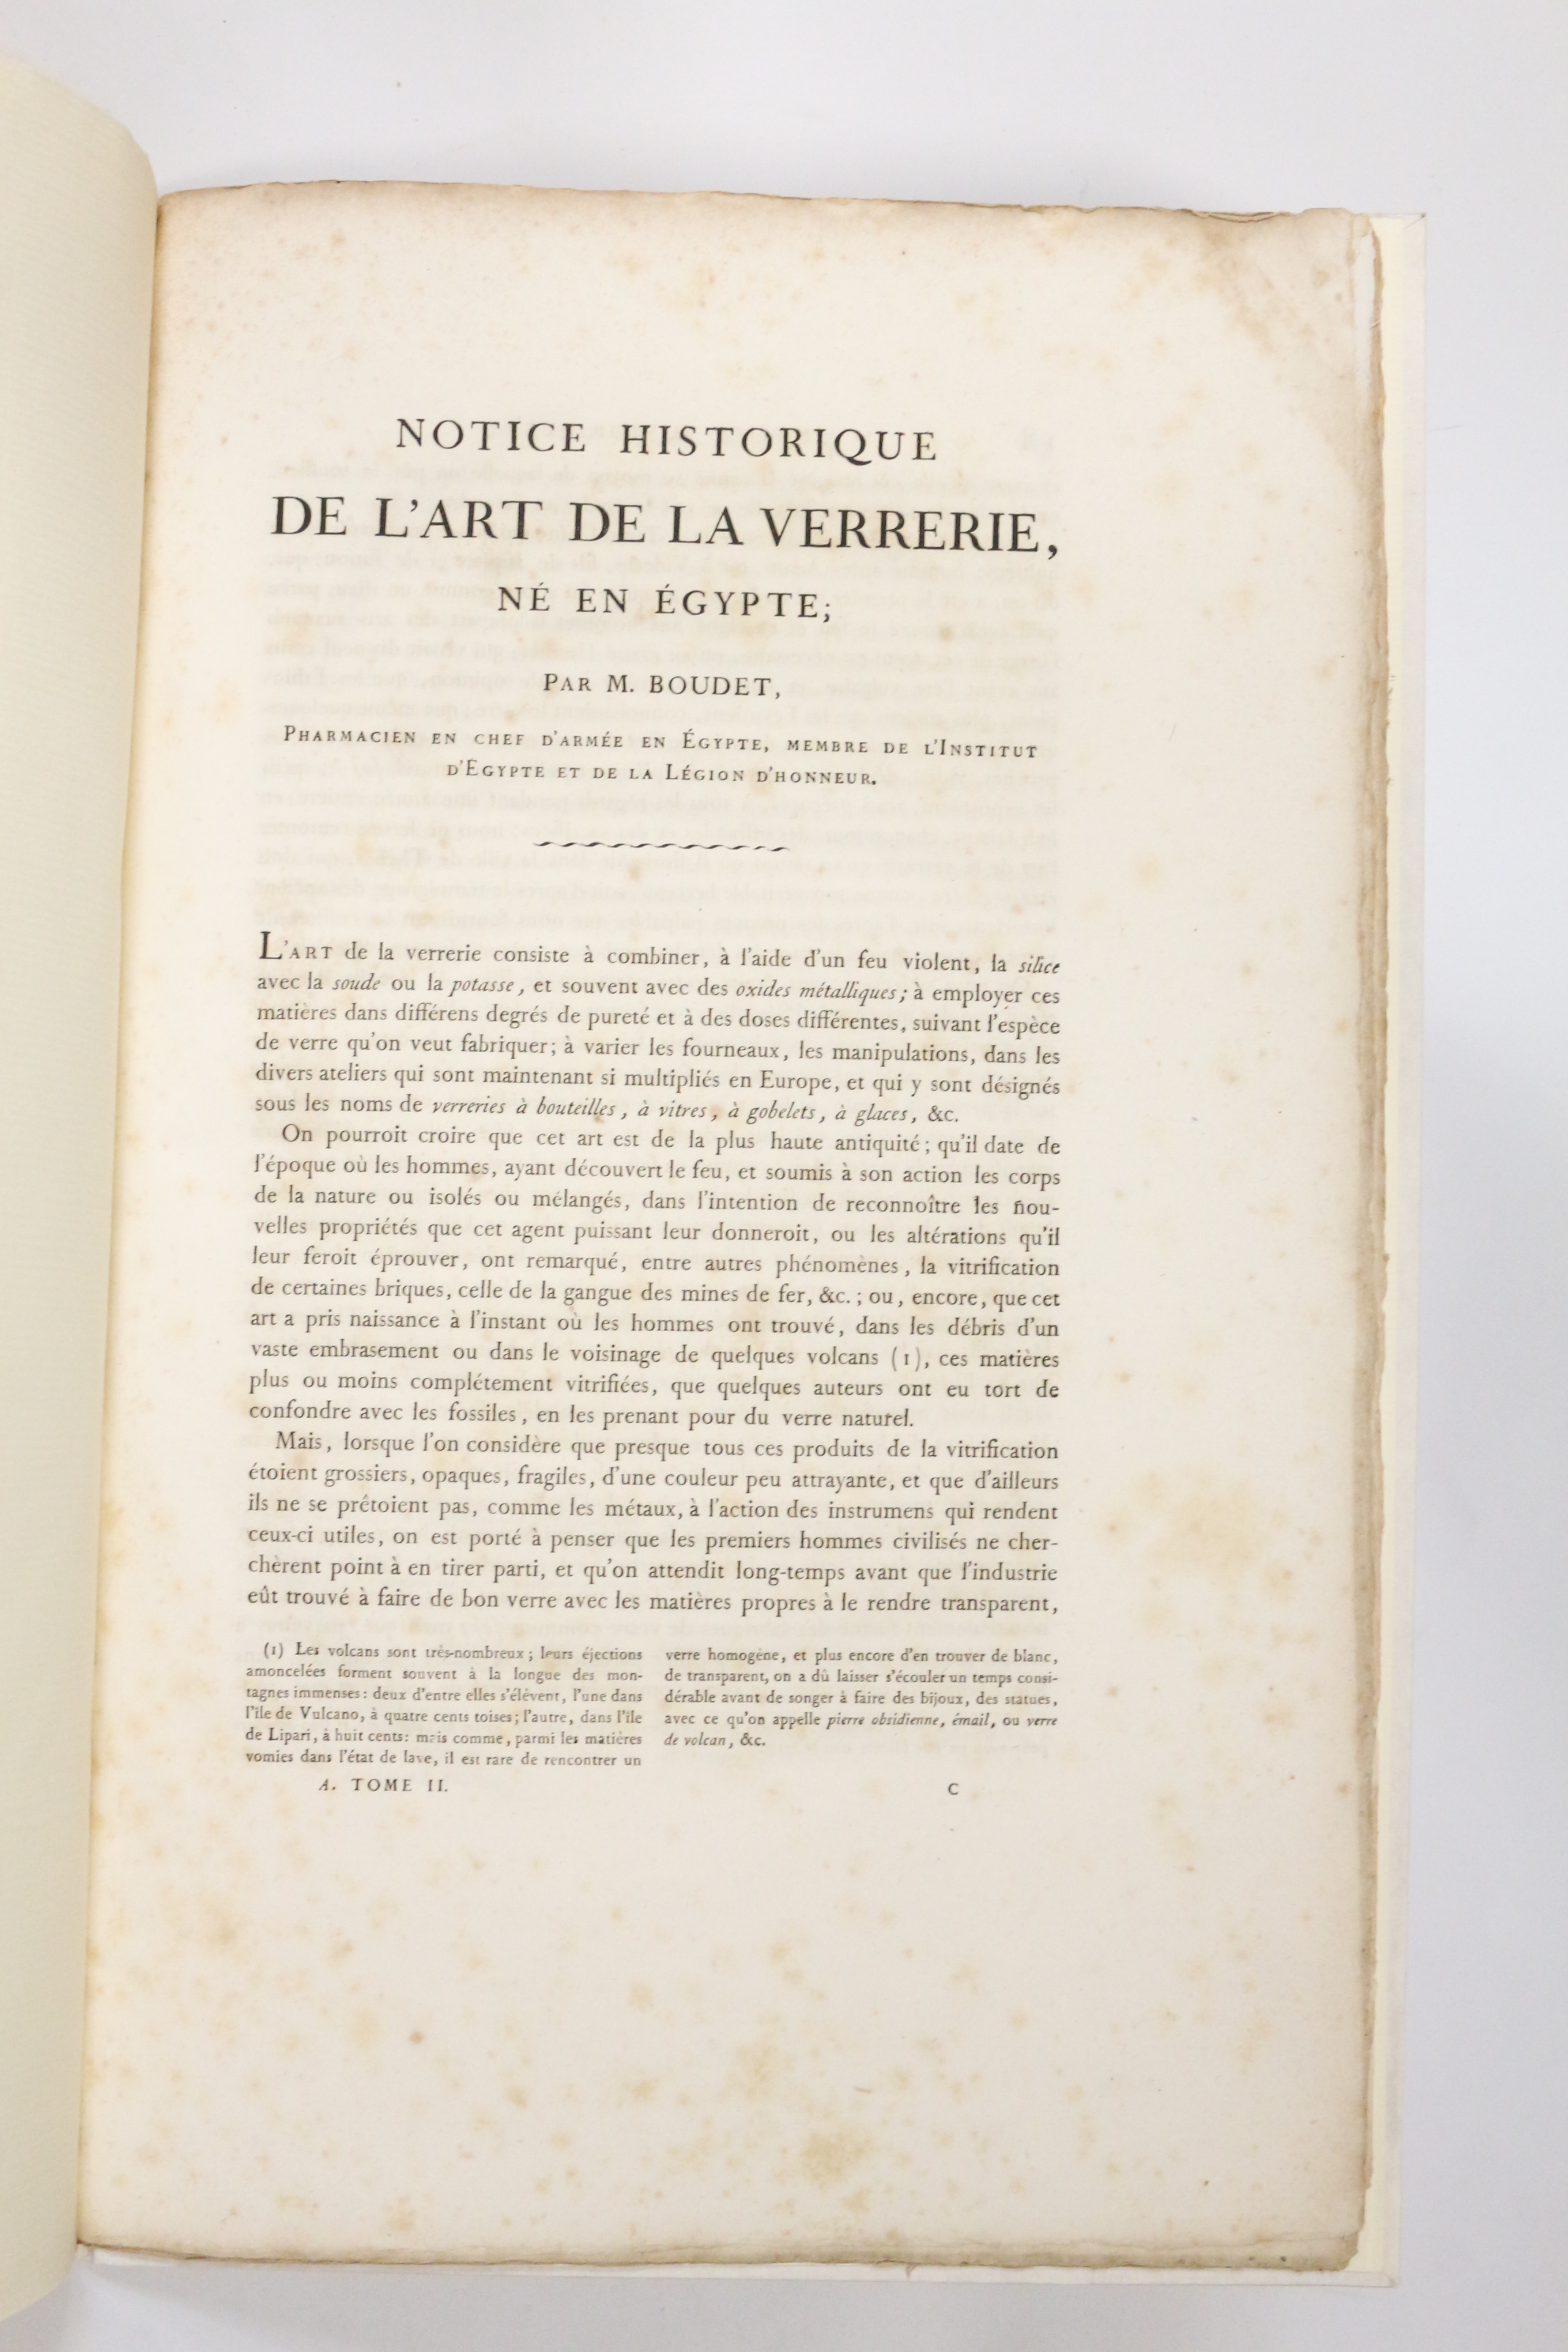 NOTICE HISTORIQUE
DE L'ART DE LA VERRERIE,
NÉ EN ÉGYPTE;
PAR M. BOUDET,
PHARMACIEN EN CHEF D'ARMÉE EN ÉGYPTE, MEMBRE DE L'INSTITUT
D'EGYPTE ET DE LA LÉGION D'HONNEUR.
L'ART de la verrerie consiste à combiner, à l'aide d'un feu violent, la silice
avec la soude ou la potasse, et souvent avec des oxides métalliques; à employer ces
matières dans différens degrés de pureté et à des doses différentes, suivant l'espèce
de verre qu'on veut fabriquer; à varier les fourneaux, les manipulations, dans les
divers ateliers qui sont maintenant si multipliés en Europe, et qui y sont désignés
sous les noms de verreries à bouteilles, à vitres, à gobelets, à glaces, &c.
On pourroit croire que cet art est de la plus haute antiquité; qu'il date de
l'époque où les hommes, ayant découvert le feu, et soumis à son action les corps
de la nature ou isolés ou mélangés, dans l'intention de reconnoître les nou-
velles propriétés que cet agent puissant leur donneroit, ou les altérations qu'il
leur feroit éprouver, ont remarqué, entre autres phénomènes, la vitrification
de certaines briques, celle de la gangue des mines de fer, &c.; ou, encore, que cet
art a pris naissance à l'instant où les hommes ont trouvé, dans les débris d'un
vaste embrasement ou dans le voisinage de quelques volcans (1), ces matières
plus ou moins complétement vitrifiées, que quelques auteurs ont eu tort de
confondre avec les fossiles, en les prenant pour du verre naturel.
Mais, lorsque l'on considère que presque tous ces produits de la vitrification
étoient grossiers, opaques, fragiles, d'une couleur peu attrayante, et que d'ailleurs
ils ne se prêtoient pas, comme les métaux, à l'action des instrumens qui rendent
ceux-ci utiles, on est porté à penser que les premiers hommes civilisés ne cher-
chèrent point à en tirer parti, et qu'on attendit long-temps avant que l'industrie
eût trouvé à faire de bon verre avec les matières propres à le rendre transparent,
(1) Les volcans sont très-nombreux; leurs éjections
amoncelées forment souvent à la longue des mon-
tagnes immenses: deux d'entre elles s'élèvent, l'une dans
l'île de Vulcano, à quatre cents toises; l'autre, dans l'île
de Lipari, à huit cents: mais comme, parmi les matières
vomies dans l'état de lave, il est rare de rencontrer un
verre homogène, et plus encore d'en trouver de blanc,
de transparent, on a dû laisser s'écouler un temps consi-
dérable avant de songer à faire des bijoux, des statues,
avec ce qu'on appelle pierre obsidienne, émail, ou verre
de volcan, &c.
A. TOME II.
C